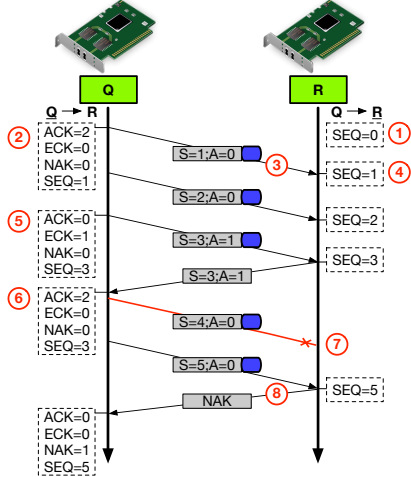 Q
R
Q → R
Q → R
2
ACK=2
ECK=0
NAK=0
SEQ=1
SEQ=0
1
S=1;A=0
3
SEQ=1
4
S=2;A=0
SEQ=2
5
ACK=0
ECK=1
NAK=0
SEQ=3
S=3;A=1
SEQ=3
S=3;A=1
6
ACK=2
ECK=0
NAK=0
SEQ=3
S=4;A=0
7
S=5;A=0
8
SEQ=5
NAK
ACK=0
ECK=0
NAK=1
SEQ=5